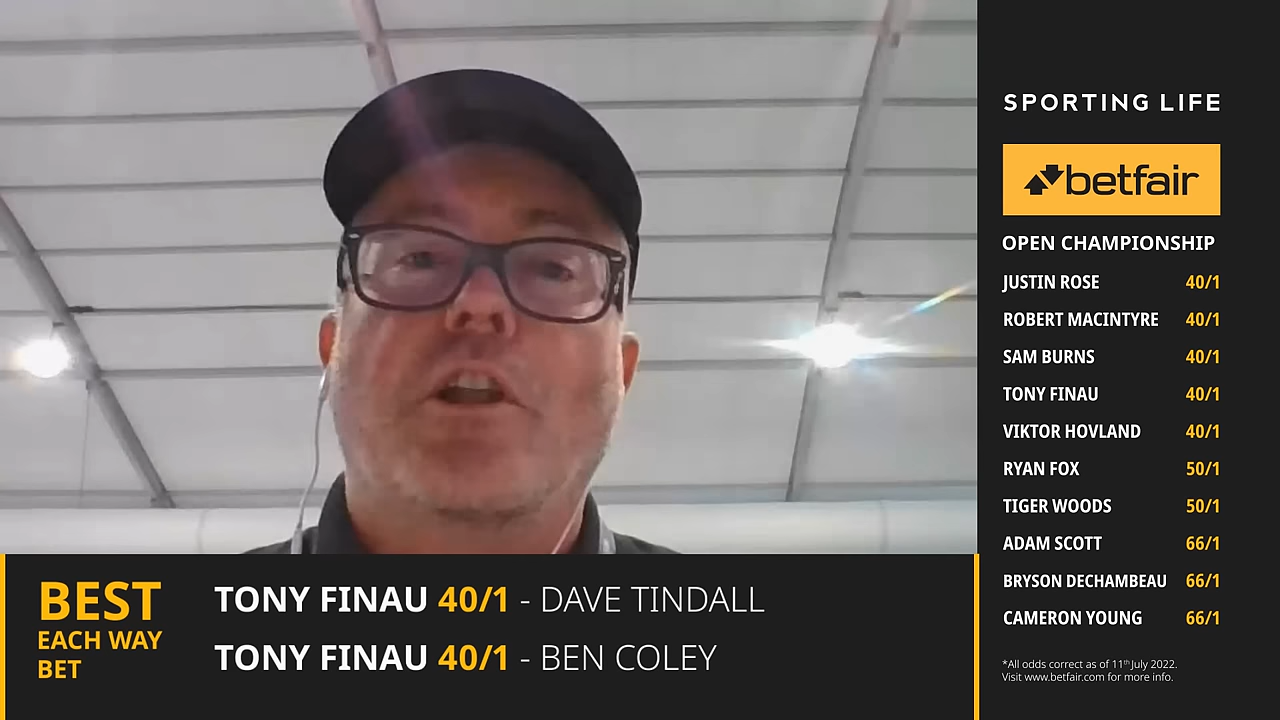 SPORTING LIFE
betfair
OPEN CHAMPIONSHIP
JUSTIN ROSE 40/1
ROBERT MACINTYRE 40/1
SAM BURNS 40/1
TONY FINAU 40/1
VIKTOR HOVLAND 40/1
RYAN FOX 50/1
TIGER WOODS 50/1
ADAM SCOTT 66/1
BRYSON DECHAMBEAU 66/1
CAMERON YOUNG 66/1
*All odds correct as of 11th July 2022.
Visit www.betfair.com for more info.
BEST
EACH WAY
BET
TONY FINAU 40/1 - DAVE TINDALL
TONY FINAU 40/1 - BEN COLEY